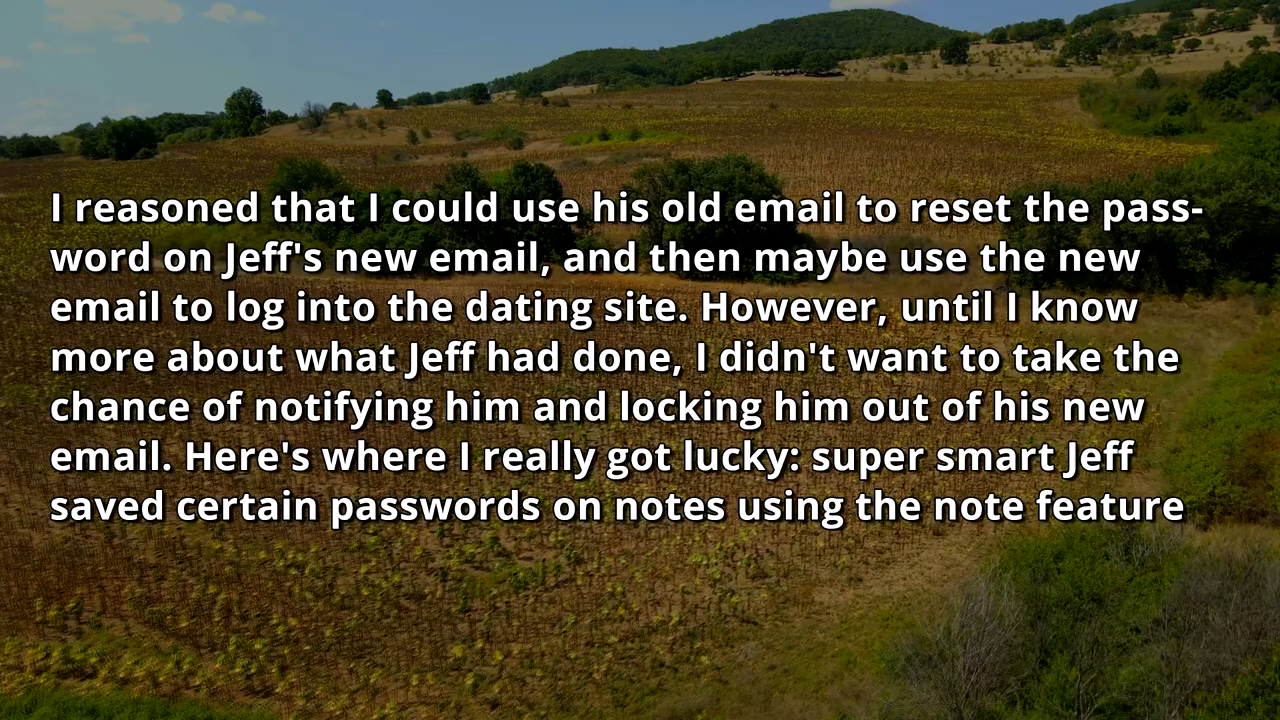 I reasoned that I could use his old email to reset the pass-
word on Jeff's new email, and then maybe use the new
email to log into the dating site. However, until I know
more about what Jeff had done, I didn't want to take the
chance of notifying him and locking him out of his new
email. Here's where I really got lucky: super smart Jeff
saved certain passwords on notes using the note feature